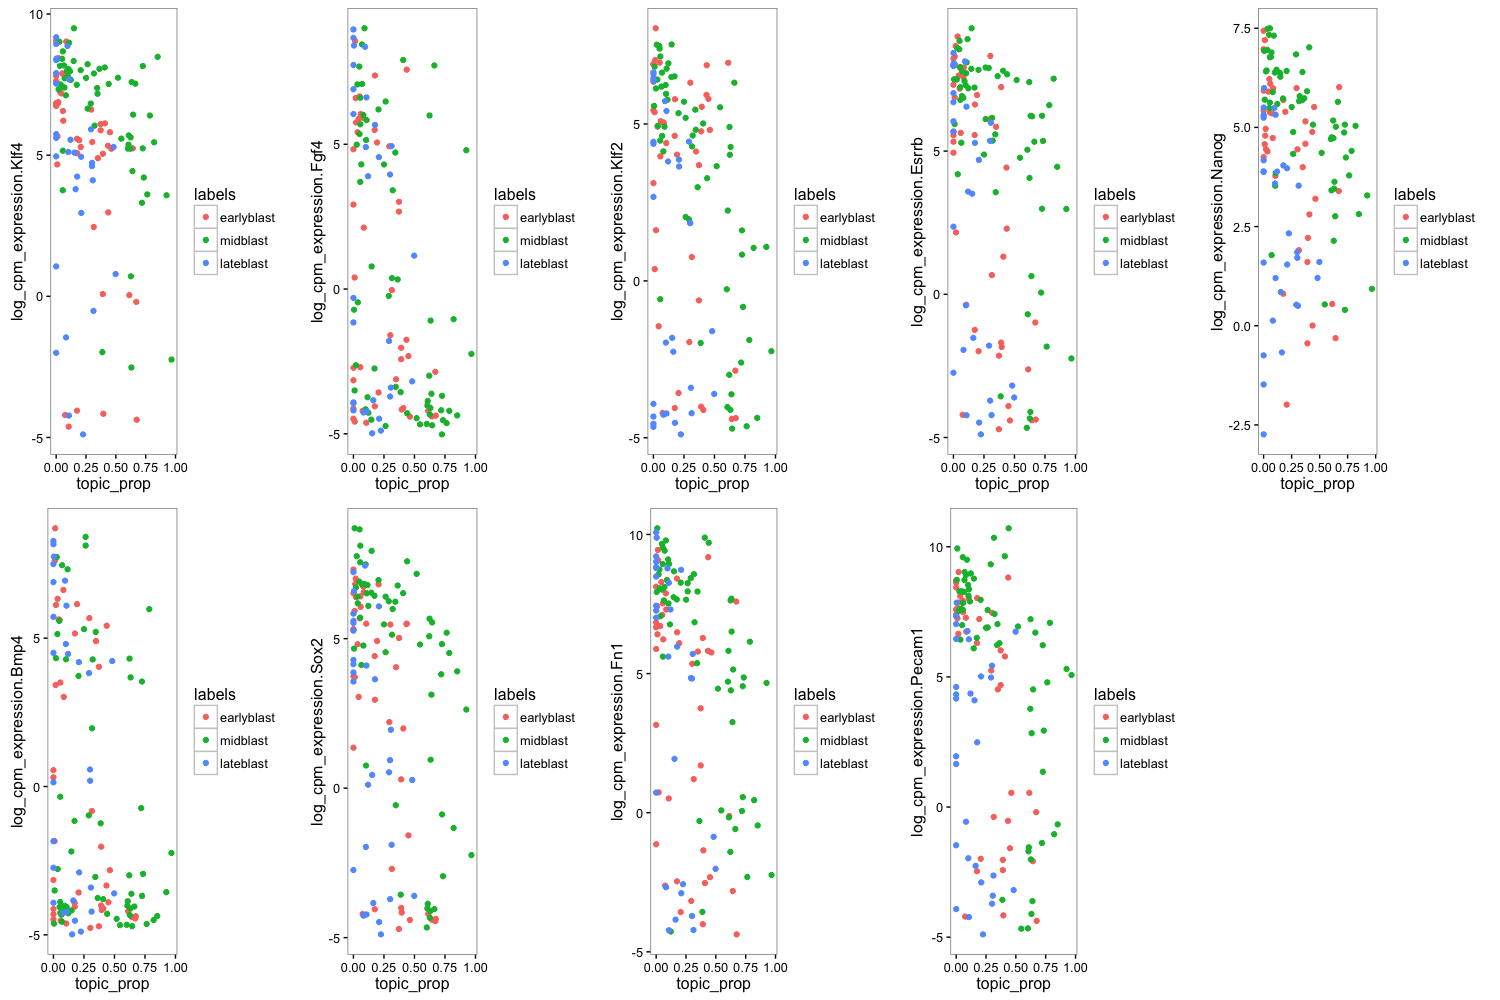 log_cpm_expression.Klf4
10
5
0
-5
0.00 0.25 0.50 0.75 1.00
topic_prop
labels
earlyblast
midblast
lateblast
log_cpm_expression.Fgf4
5
0
-5
0.00 0.25 0.50 0.75 1.00
topic_prop
labels
earlyblast
midblast
lateblast
log_cpm_expression.Klf2
5
0
-5
0.00 0.25 0.50 0.75 1.00
topic_prop
labels
earlyblast
midblast
lateblast
log_cpm_expression.Esrrb
5
0
-5
0.00 0.25 0.50 0.75 1.00
topic_prop
labels
earlyblast
midblast
lateblast
log_cpm_expression.Nanog
7.5
5.0
2.5
0.0
-2.5
0.00 0.25 0.50 0.75 1.00
topic_prop
labels
earlyblast
midblast
lateblast
log_cpm_expression.Bmp4
5
0
-5
0.00 0.25 0.50 0.75 1.00
topic_prop
labels
earlyblast
midblast
lateblast
log_cpm_expression.Sox2
5
0
-5
0.00 0.25 0.50 0.75 1.00
topic_prop
labels
earlyblast
midblast
lateblast
log_cpm_expression.Fn1
10
5
0
-5
0.00 0.25 0.50 0.75 1.00
topic_prop
labels
earlyblast
midblast
lateblast
log_cpm_expression.Pecam1
10
5
0
-5
0.00 0.25 0.50 0.75 1.00
topic_prop
labels
earlyblast
midblast
lateblast